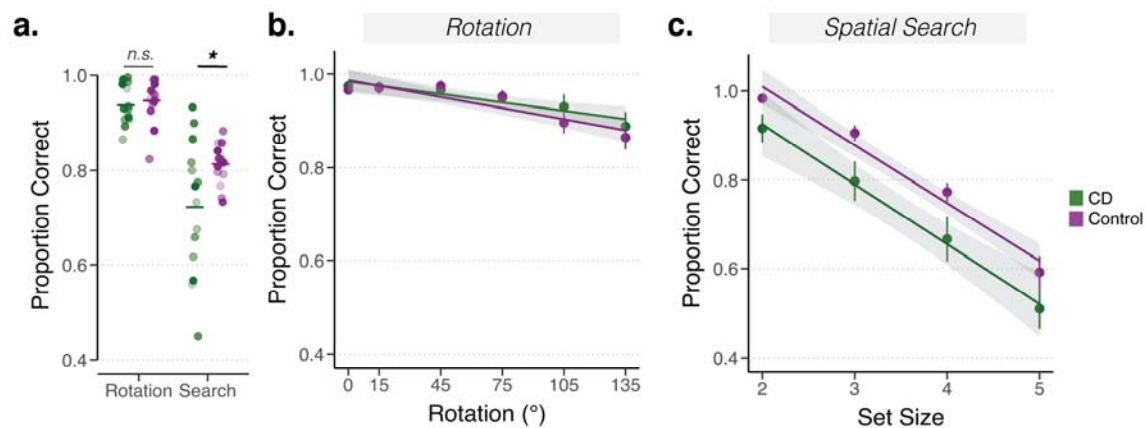 a.
n.s.
*
1.0
0.8
0.6
0.4
Proportion Correct
Rotation Search
b.
Rotation
1.0
0.8
0.6
0.4
Proportion Correct
0 15 45 75 105 135
Rotation (°)
c.
Spatial Search
1.0
0.8
0.6
0.4
Proportion Correct
2 3 4 5
Set Size
CD
Control